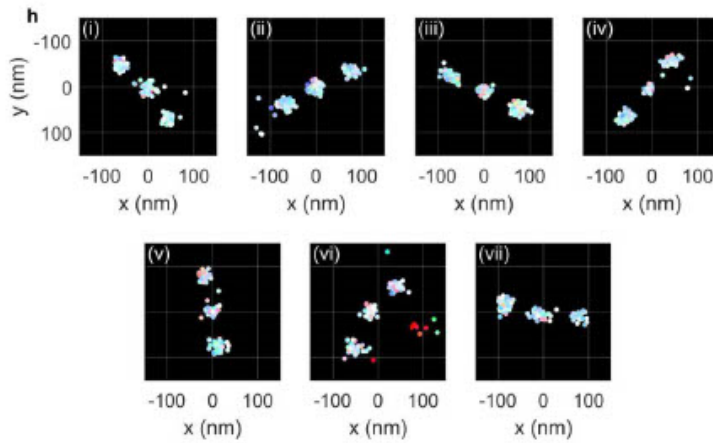 h
(i) (ii) (iii) (iv)
-100
0
100
y (nm)
-100 0 100 -100 0 100 -100 0 100 -100 0 100
x (nm) x (nm) x (nm) x (nm)
(v) (vi) (vii)
-100 0 100 -100 0 100 -100 0 100
x (nm) x (nm) x (nm)